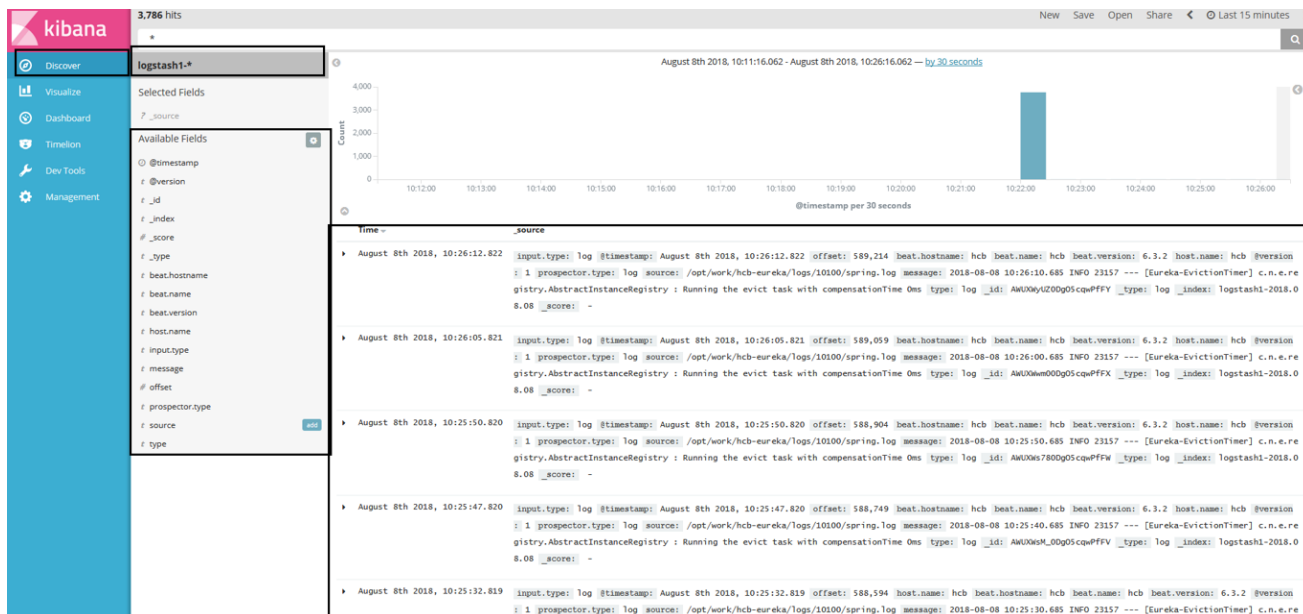 kibana
Discover
Visualize
Dashboard
Timelion
Dev Tools
Management
3,786 hits
New Save Open Share Last 15 minutes
*
logstash1-*
Selected Fields
? _source
Available Fields
@timestamp
t @version
t _id
t _index
# _score
t _type
t beat.hostname
t beat.name
t beat.version
t host.name
t input.type
t message
# offset
t prospector.type
t source add
t type
August 8th 2018, 10:11:16.062 - August 8th 2018, 10:26:16.062 — by 30 seconds
Count
4,000
3,000
2,000
1,000
0
10:12:00 10:13:00 10:14:00 10:15:00 10:16:00 10:17:00 10:18:00 10:19:00 10:20:00 10:21:00 10:22:00 10:23:00 10:24:00 10:25:00 10:26:00
@timestamp per 30 seconds
Time _source
August 8th 2018, 10:26:12.822 input.type: log @timestamp: August 8th 2018, 10:26:12.822 offset: 589,214 beat.hostname: hcb beat.name: hcb beat.version: 6.3.2 host.name: hcb @version
: 1 prospector.type: log source: /opt/work/hcb-eureka/logs/10100/spring.log message: 2018-08-08 10:26:10.685 INFO 23157 --- [Eureka-EvictionTimer] c.n.e.re
gistry.AbstractInstanceRegistry : Running the evict task with compensationTime 0ms type: log _id: AWUXWyUZ0DgO5cqwPfFY _type: log _index: logstash1-2018.0
8.08 _score: -
August 8th 2018, 10:26:05.821 input.type: log @timestamp: August 8th 2018, 10:26:05.821 offset: 589,059 beat.hostname: hcb beat.name: hcb beat.version: 6.3.2 host.name: hcb @version
: 1 prospector.type: log source: /opt/work/hcb-eureka/logs/10100/spring.log message: 2018-08-08 10:26:00.685 INFO 23157 --- [Eureka-EvictionTimer] c.n.e.re
gistry.AbstractInstanceRegistry : Running the evict task with compensationTime 0ms type: log _id: AWUXWwm00DgO5cqwPfFX _type: log _index: logstash1-2018.0
8.08 _score: -
August 8th 2018, 10:25:50.820 input.type: log @timestamp: August 8th 2018, 10:25:50.820 offset: 588,904 beat.hostname: hcb beat.name: hcb beat.version: 6.3.2 host.name: hcb @version
: 1 prospector.type: log source: /opt/work/hcb-eureka/logs/10100/spring.log message: 2018-08-08 10:25:50.685 INFO 23157 --- [Eureka-EvictionTimer] c.n.e.re
gistry.AbstractInstanceRegistry : Running the evict task with compensationTime 0ms type: log _id: AWUXWs780DgO5cqwPfFW _type: log _index: logstash1-2018.0
8.08 _score: -
August 8th 2018, 10:25:47.820 input.type: log @timestamp: August 8th 2018, 10:25:47.820 offset: 588,749 beat.hostname: hcb beat.name: hcb beat.version: 6.3.2 host.name: hcb @version
: 1 prospector.type: log source: /opt/work/hcb-eureka/logs/10100/spring.log message: 2018-08-08 10:25:40.685 INFO 23157 --- [Eureka-EvictionTimer] c.n.e.re
gistry.AbstractInstanceRegistry : Running the evict task with compensationTime 0ms type: log _id: AWUXWsM_0DgO5cqwPfFV _type: log _index: logstash1-2018.0
8.08 _score: -
August 8th 2018, 10:25:32.819 input.type: log @timestamp: August 8th 2018, 10:25:32.819 offset: 588,594 host.name: hcb beat.hostname: hcb beat.name: hcb beat.version: 6.3.2 @version
: 1 prospector.type: log source: /opt/work/hcb-eureka/logs/10100/spring.log message: 2018-08-08 10:25:30.685 INFO 23157 --- [Eureka-EvictionTimer] c.n.e.re